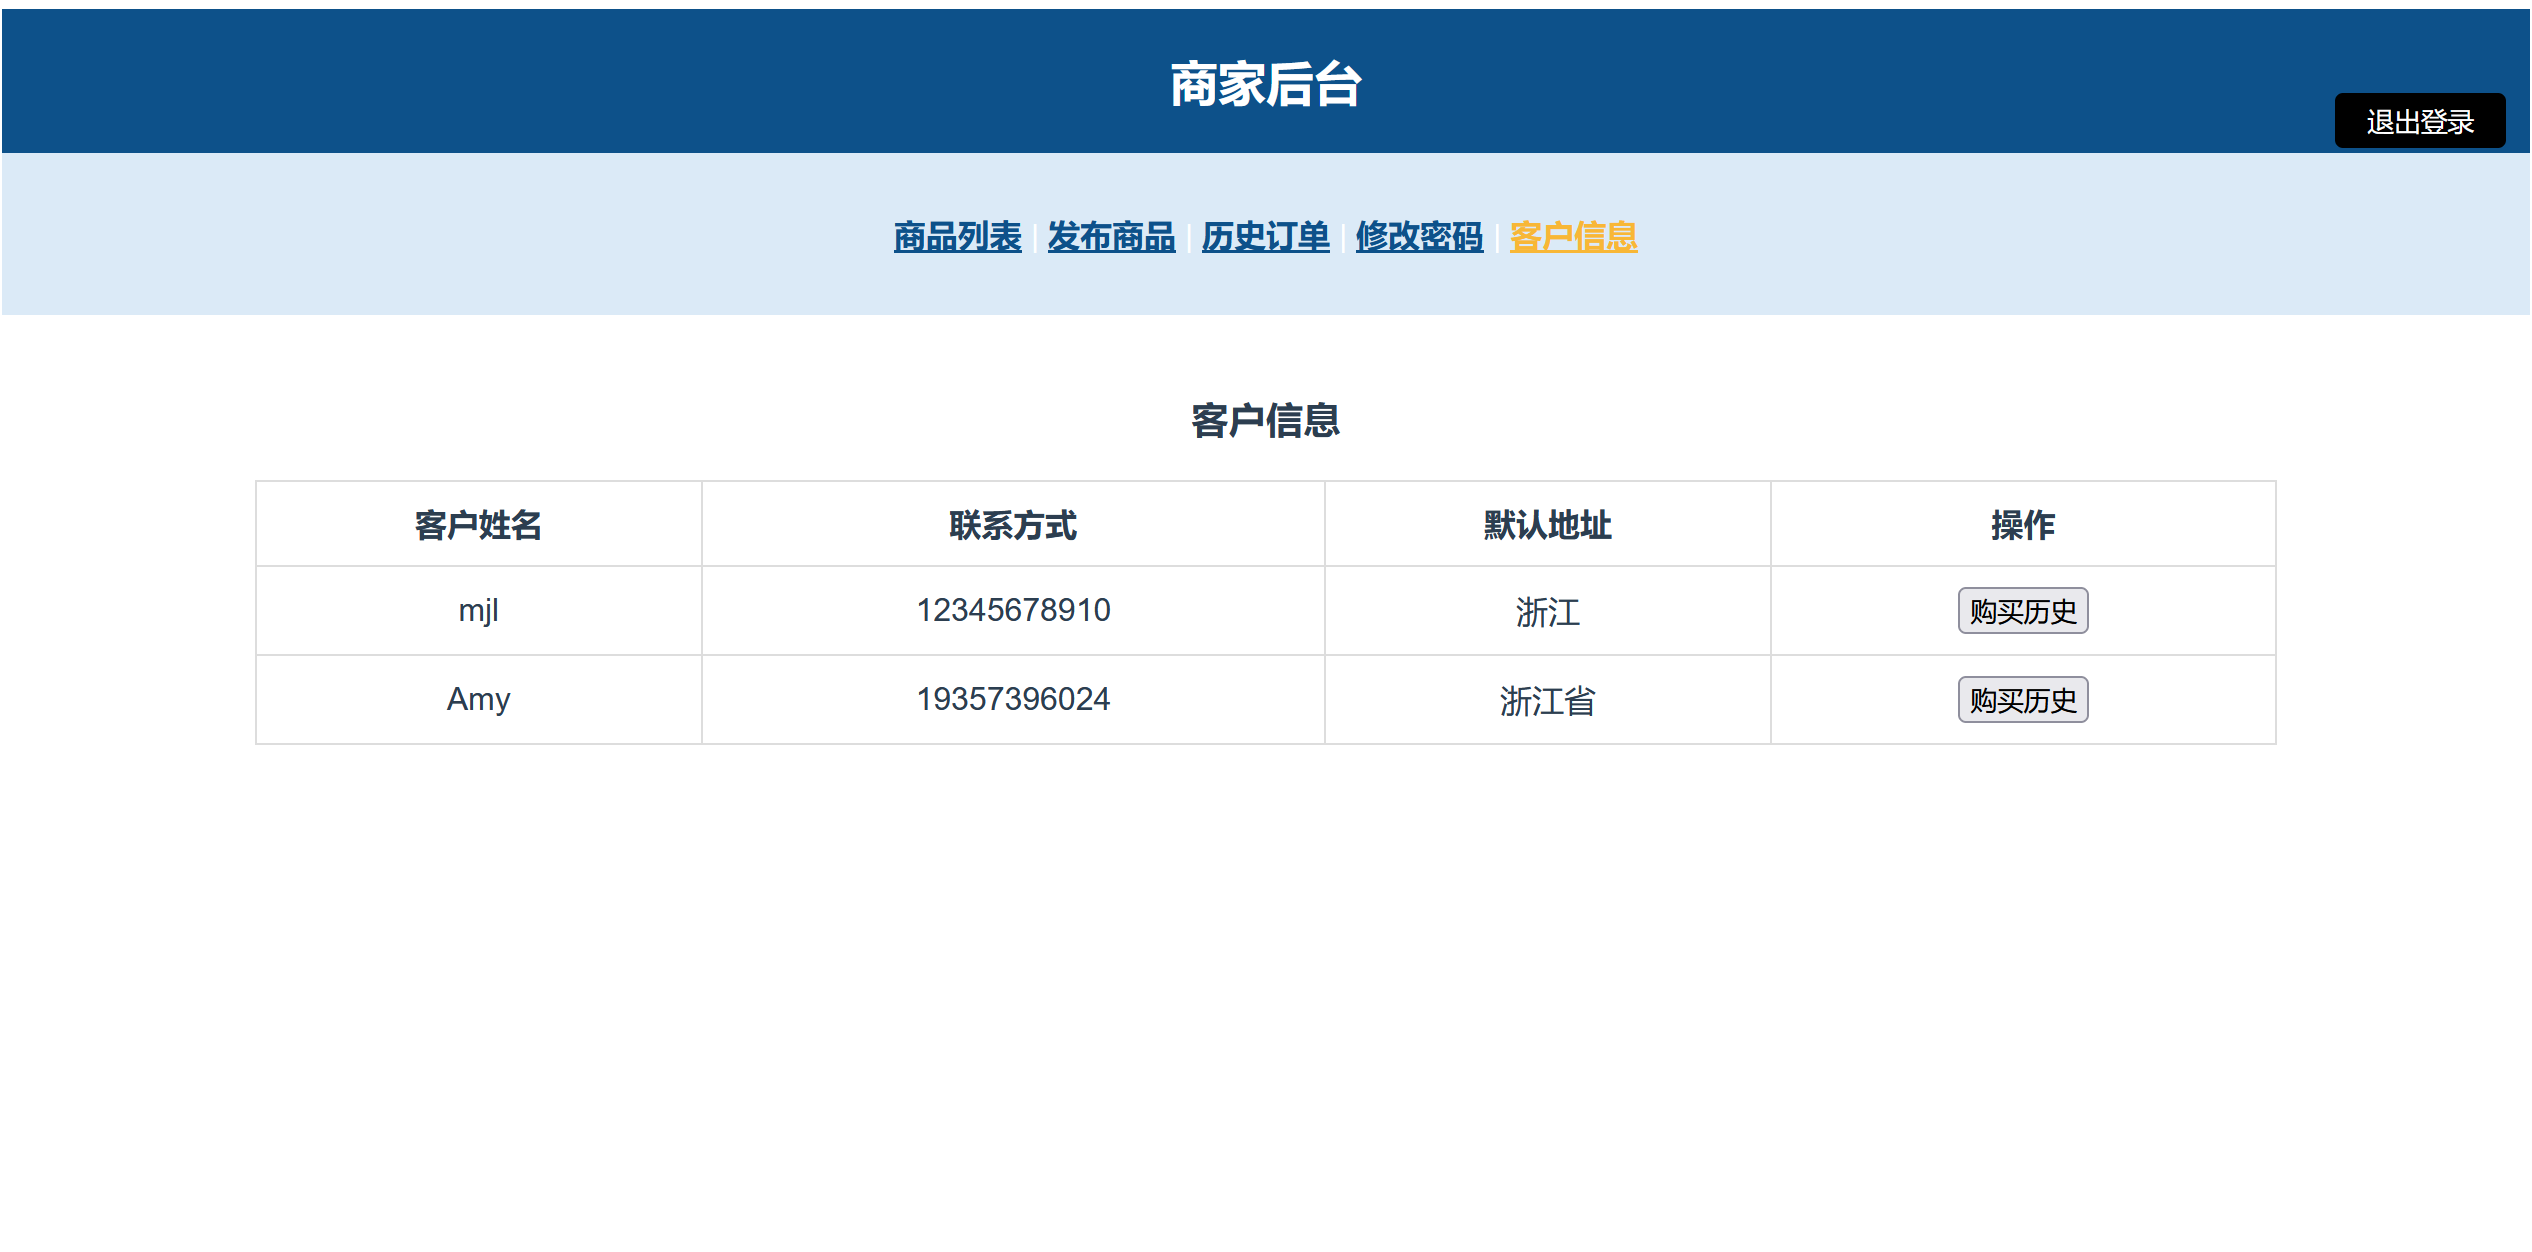 商家后台
退出登录
商品列表 | 发布商品 | 历史订单 | 修改密码 | 客户信息
客户信息
客户姓名 联系方式 默认地址 操作
mjl 12345678910 浙江 购买历史
Amy 19357396024 浙江省 购买历史